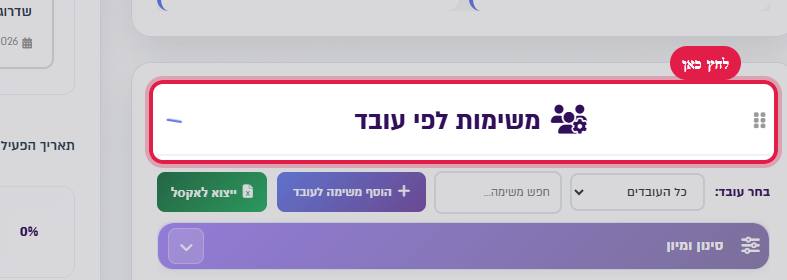 שדרוג
026
לחץ כאן
משימות לפי עובד
תאריך הפעיל
בחר עובד:
כל העובדים
חפש משימה...
הוסף משימה לעובד
ייצוא לאקסל
0%
סינון ומיון